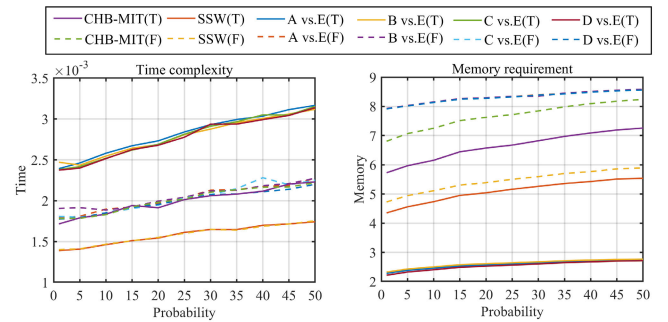 CHB-MIT(T) SSW(T) A vs.E(T) B vs.E(T) C vs.E(T) D vs.E(T)
CHB-MIT(F) SSW(F) A vs.E(F) B vs.E(F) C vs.E(F) D vs.E(F)
×10⁻³ Time complexity
3.5
3
2.5
2
1.5
1
Time
0 5 10 15 20 25 30 35 40 45 50
Probability
Memory requirement
9
8
7
6
5
4
3
2
Memory
0 5 10 15 20 25 30 35 40 45 50
Probability